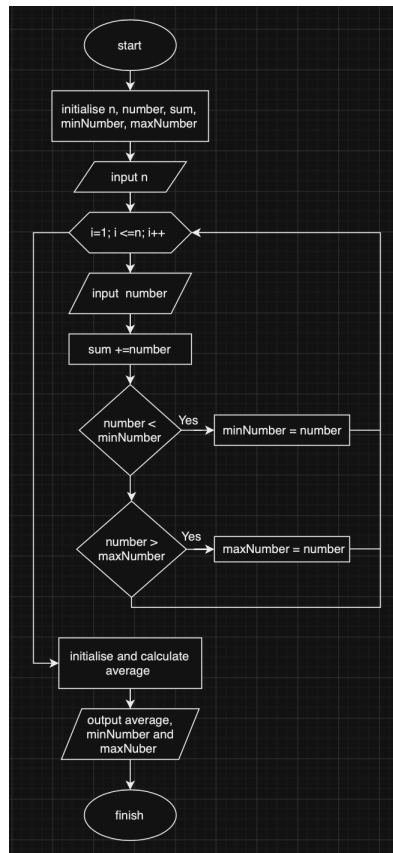 start
initialise n, number, sum,
minNumber, maxNumber
input n
i=1; i <=n; i++
input number
sum +=number
number <
minNumber
Yes
minNumber = number
number >
maxNumber
Yes
maxNumber = number
initialise and calculate
average
output average,
minNumber and
maxNuber
finish